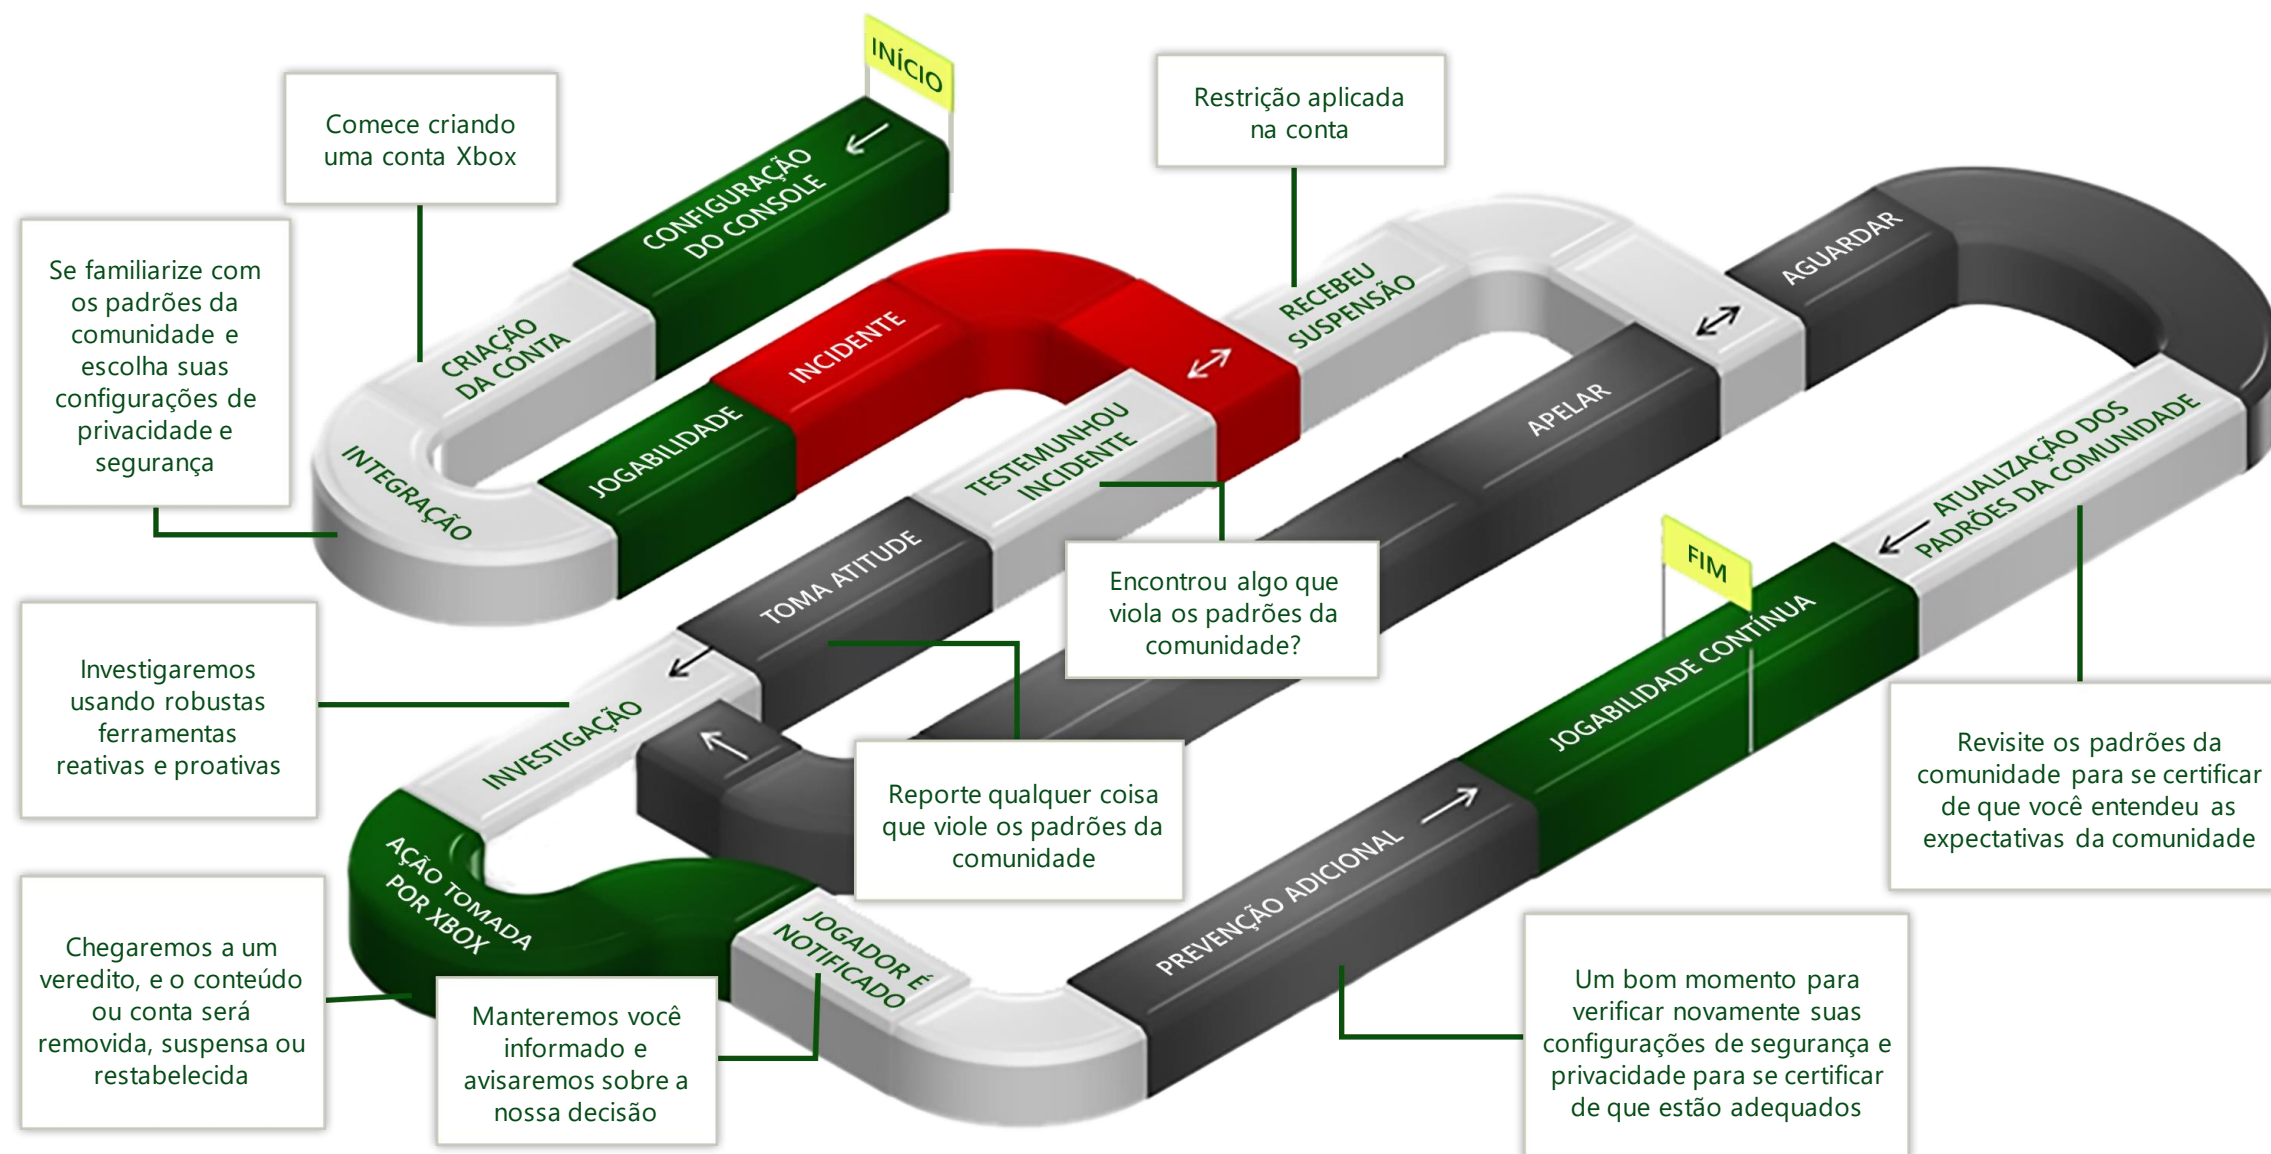 INÍCIO
CONFIGURAÇÃO
DO CONSOLE
Comece criando
uma conta Xbox
CRIAÇÃO
DA CONTA
Se familiarize com
os padrões da
comunidade e
escolha suas
configurações de
privacidade e
segurança
INTEGRAÇÃO
JOGABILIDADE
INCIDENTE
Restrição aplicada
na conta
RECEBEU
SUSPENSÃO
TESTEMUNHOU
INCIDENTE
Encontrou algo que
viola os padrões da
comunidade?
TOMA ATITUDE
Reporte qualquer coisa
que viole os padrões da
comunidade
APELAR
AGUARDAR
ATUALIZAÇÃO DOS
PADRÕES DA COMUNIDADE
Revisite os padrões da
comunidade para se certificar
de que você entendeu as
expectativas da comunidade
Investigaremos
usando robustas
ferramentas
reativas e proativas
INVESTIGAÇÃO
AÇÃO TOMADA
POR XBOX
Chegaremos a um
veredito, e o conteúdo
ou conta será
removida, suspensa ou
restabelecida
JOGADOR É
NOTIFICADO
Manteremos você
informado e
avisaremos sobre a
nossa decisão
PREVENÇÃO ADICIONAL
Um bom momento para
verificar novamente suas
configurações de segurança e
privacidade para se certificar
de que estão adequados
JOGABILIDADE CONTÍNUA
FIM